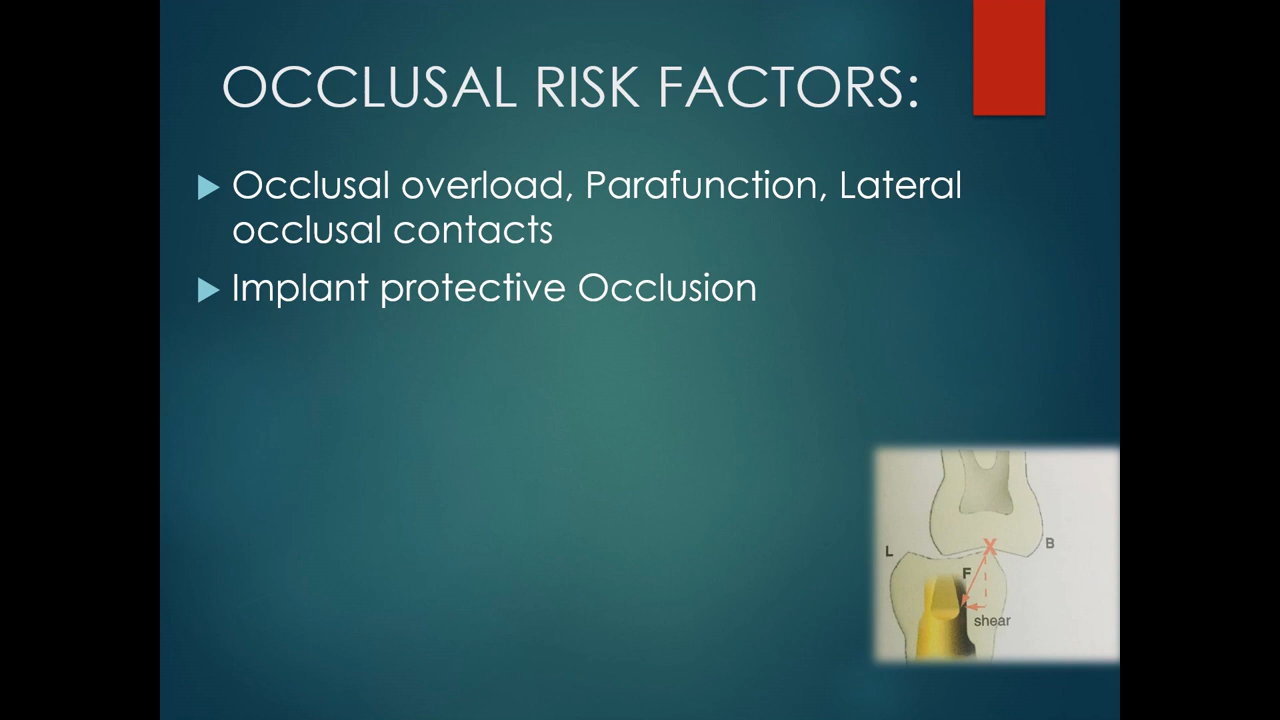 OCCLUSAL RISK FACTORS:
Occlusal overload, Parafunction, Lateral
occlusal contacts
Implant protective Occlusion
L
X
B
F
shear